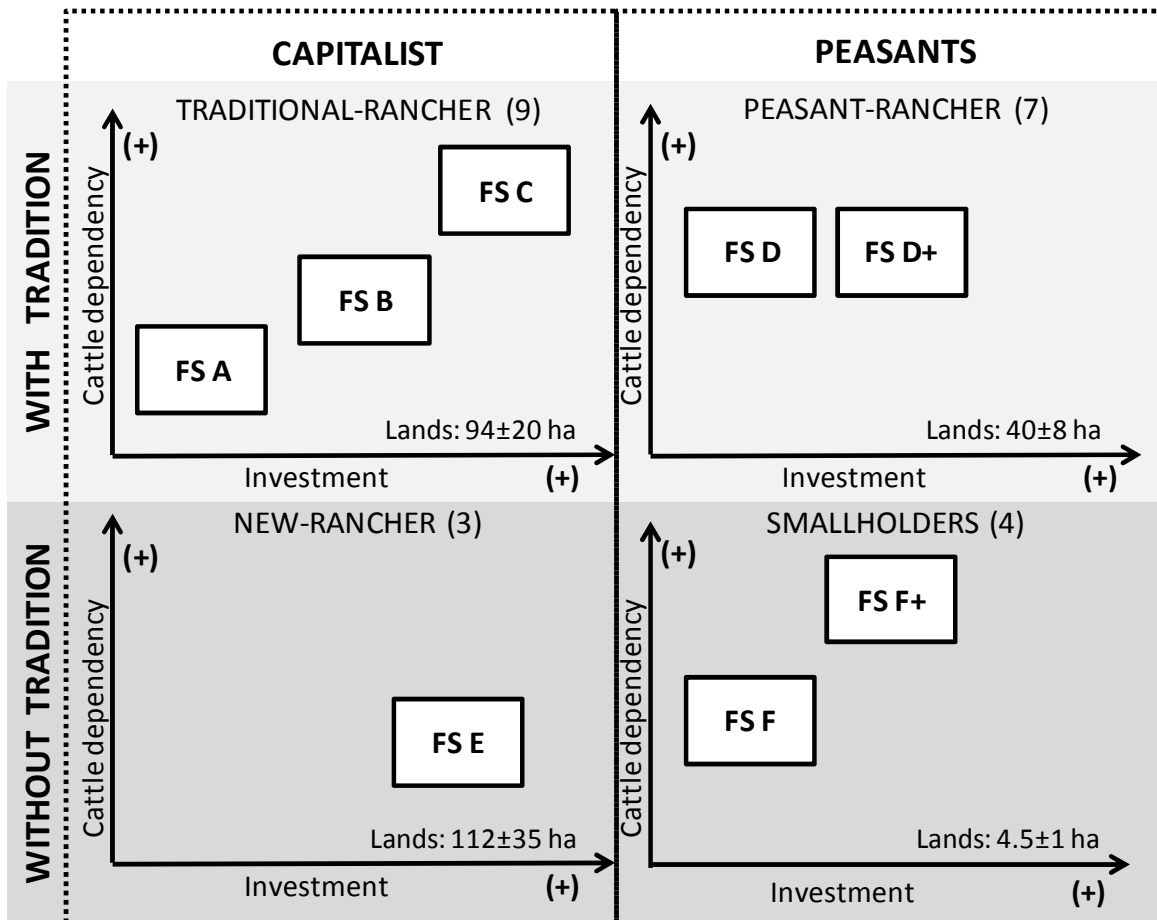 CAPITALIST
PEASANTS
WITH TRADITION
TRADITIONAL-RANCHER (9)
(+)
Cattle dependency
FS C
FS B
FS A
Lands: 94±20 ha
Investment
(+)
PEASANT-RANCHER (7)
(+)
Cattle dependency
FS D
FS D+
Lands: 40±8 ha
Investment
(+)
WITHOUT TRADITION
NEW-RANCHER (3)
(+)
Cattle dependency
FS E
Lands: 112±35 ha
Investment
(+)
SMALLHOLDERS (4)
(+)
Cattle dependency
FS F+
FS F
Lands: 4.5±1 ha
Investment
(+)